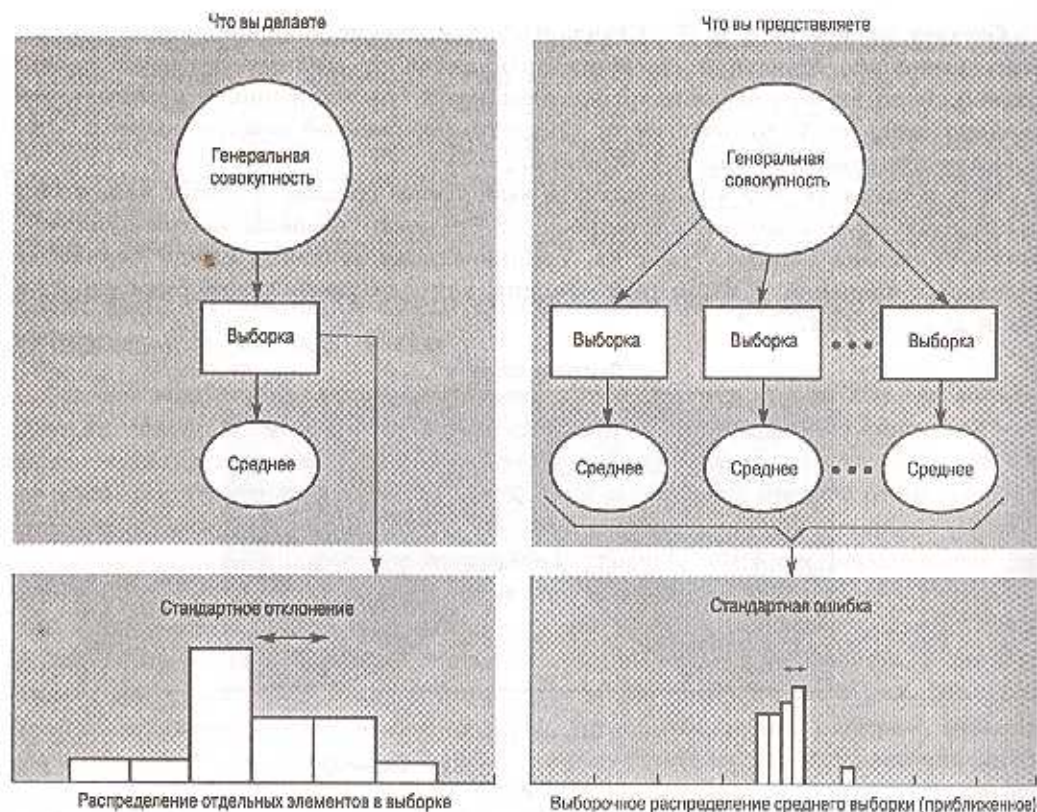 Что вы делаете
Генеральная
совокупность
Выборка
Среднее
Стандартное отклонение
Распределение отдельных элементов в выборке
Что вы представляете
Генеральная
совокупность
Выборка
Выборка
Выборка
Среднее
Среднее
Среднее
Стандартная ошибка
Выборочное распределение среднего выборки (приближенное)